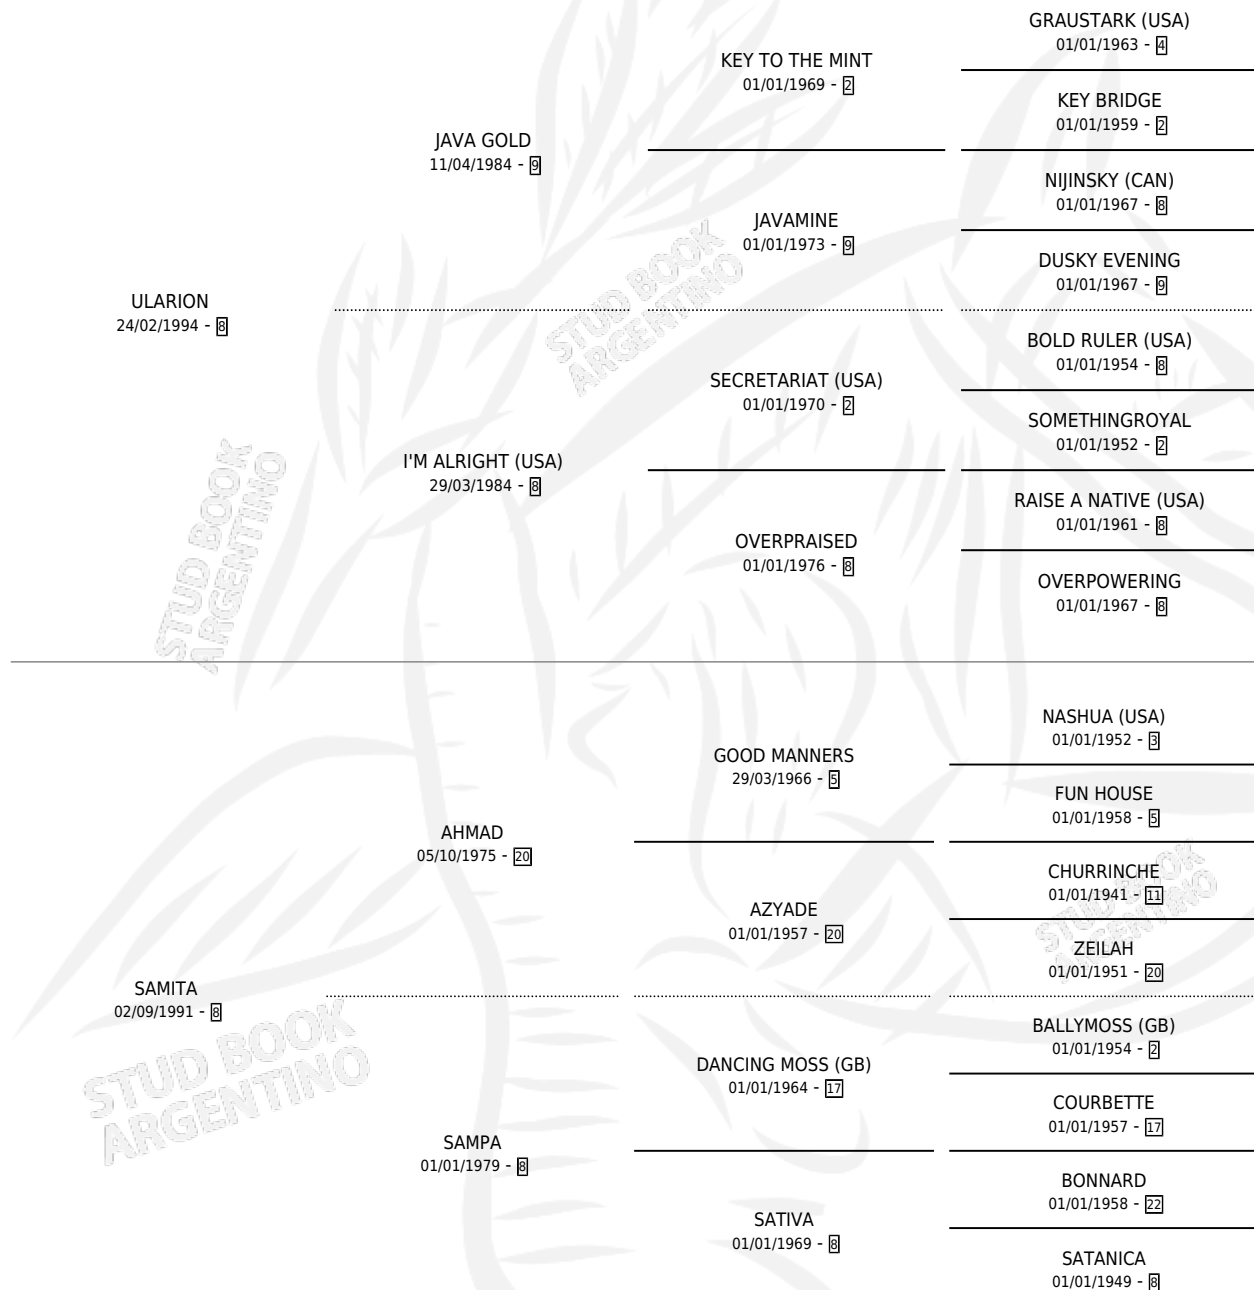 GRAUSTARK (USA)
01/01/1963 - 4
KEY TO THE MINT
01/01/1969 - 2
KEY BRIDGE
01/01/1959 - 2
JAVA GOLD
11/04/1984 - 9
NIJINSKY (CAN)
01/01/1967 - 8
JAVAMINE
01/01/1973 - 9
DUSKY EVENING
01/01/1967 - 9
ULARION
24/02/1994 - 8
STUD BOOK
ARGENTINO
BOLD RULER (USA)
01/01/1954 - 8
SECRETARIAT (USA)
01/01/1970 - 2
SOMETHINGROYAL
01/01/1952 - 2
I'M ALRIGHT (USA)
29/03/1984 - 8
RAISE A NATIVE (USA)
01/01/1961 - 8
OVERPRAISED
01/01/1976 - 8
OVERPOWERING
01/01/1967 - 8
STUD BOOK
ARGENTINO
NASHUA (USA)
01/01/1952 - 3
GOOD MANNERS
29/03/1966 - 5
FUN HOUSE
01/01/1958 - 5
AHMAD
05/10/1975 - 20
CHURRINCHE
01/01/1941 - 11
AZYADE
01/01/1957 - 20
STUD BOOK
ARGENTINO
ZEILAH
01/01/1951 - 20
SAMITA
02/09/1991 - 8
BALLYMOSS (GB)
01/01/1954 - 2
DANCING MOSS (GB)
01/01/1964 - 17
STUD BOOK
ARGENTINO
COURBETTE
01/01/1957 - 17
SAMPA
01/01/1979 - 8
BONNARD
01/01/1958 - 22
SATIVA
01/01/1969 - 8
SATANICA
01/01/1949 - 8